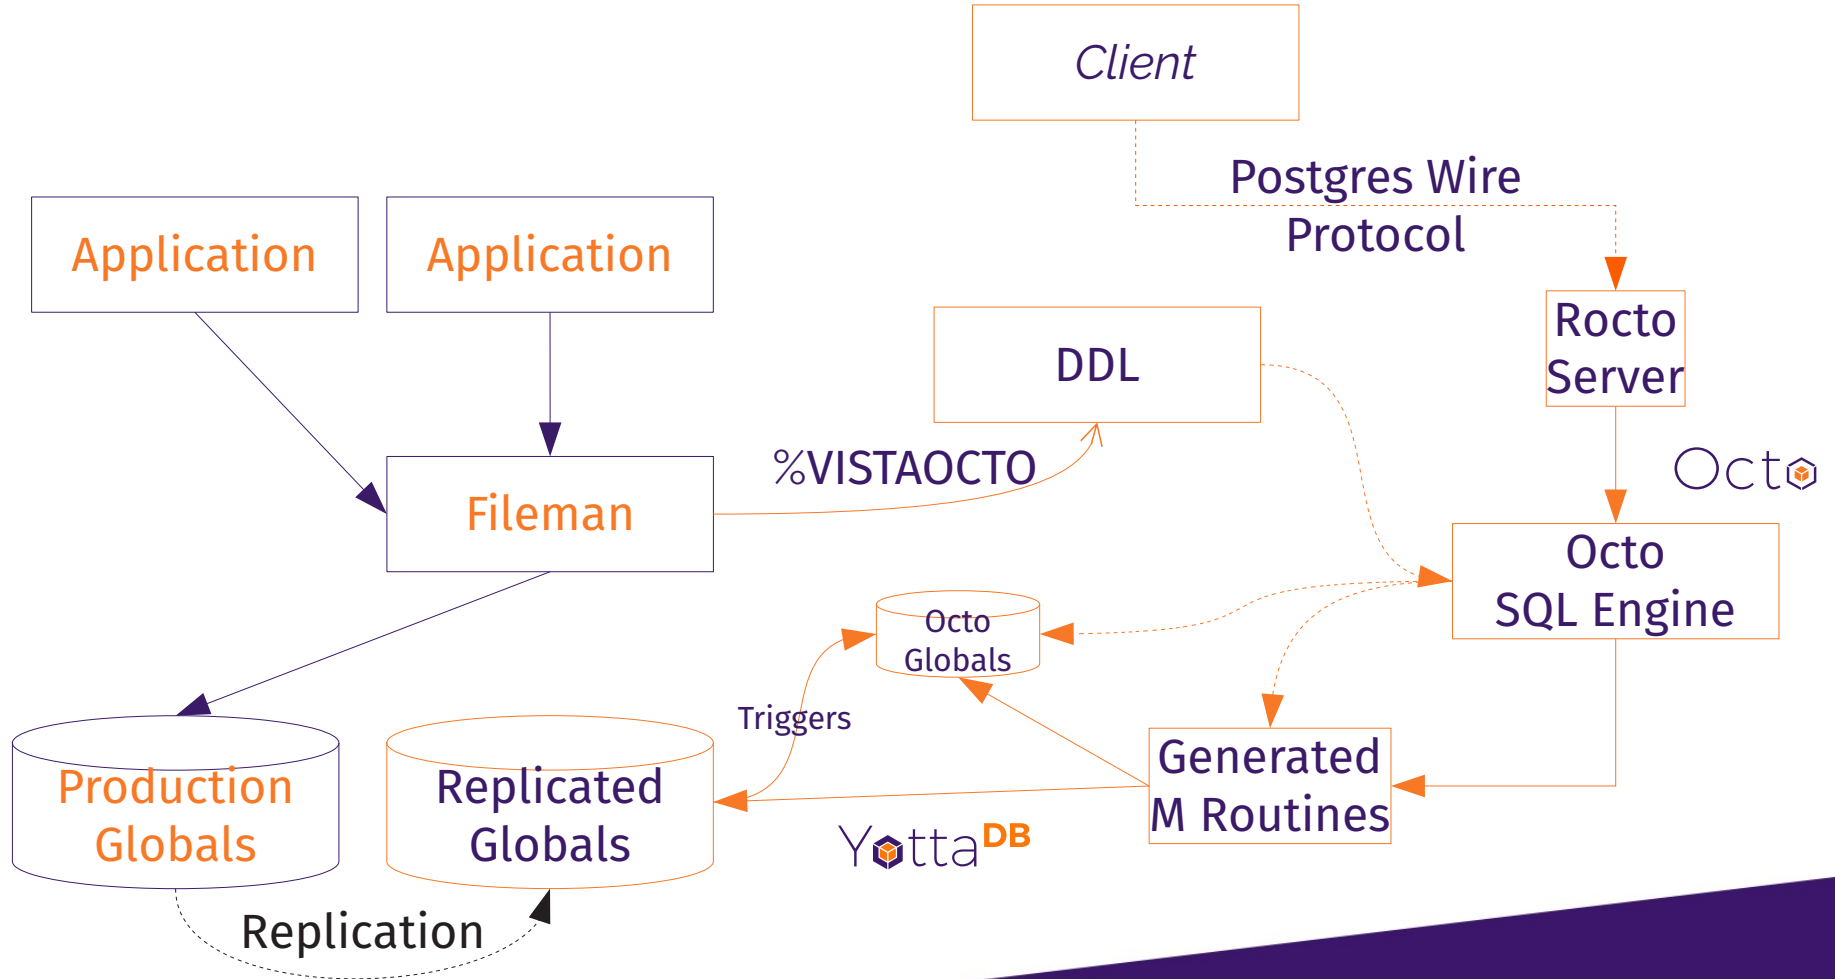 Client
Postgres Wire
Protocol
Application
Application
Rocto
Server
DDL
%VISTAOCTO
Octo
Fileman
Octo
SQL Engine
Octo
Globals
Triggers
Production
Globals
Replicated
Globals
Generated
M Routines
YottaDB
Replication